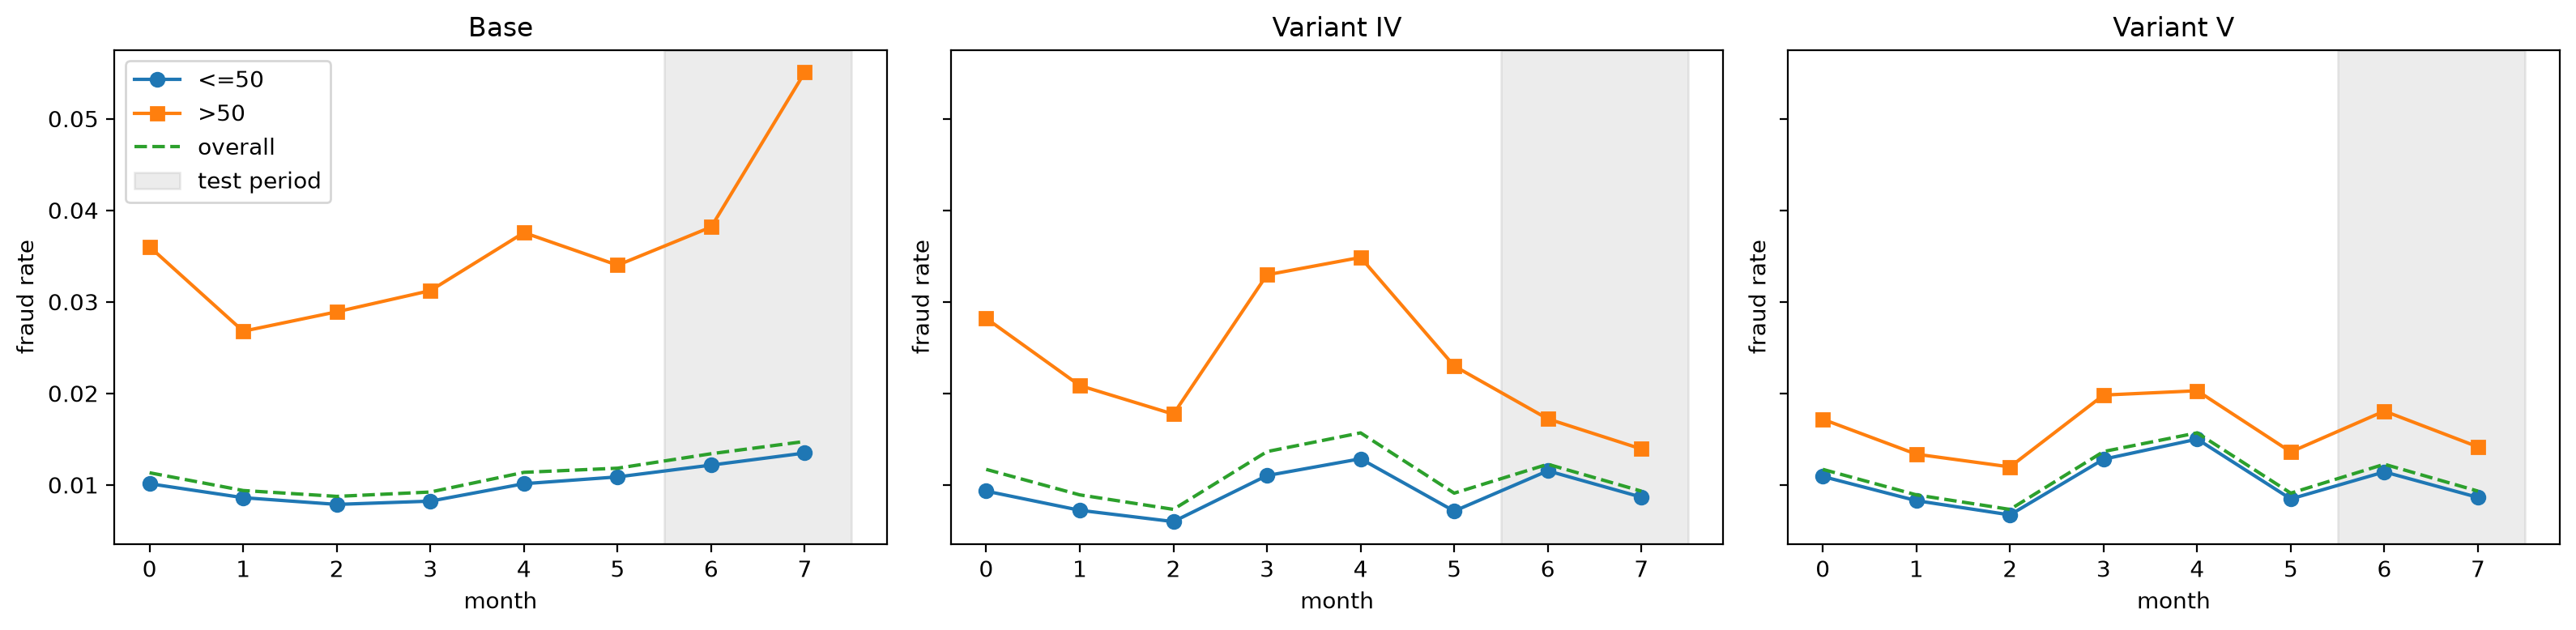 Base
<=50
>50
overall
test period
0.05
0.04
0.03
0.02
0.01
fraud rate
0 1 2 3 4 5 6 7
month
Variant IV
fraud rate
0 1 2 3 4 5 6 7
month
Variant V
fraud rate
0 1 2 3 4 5 6 7
month